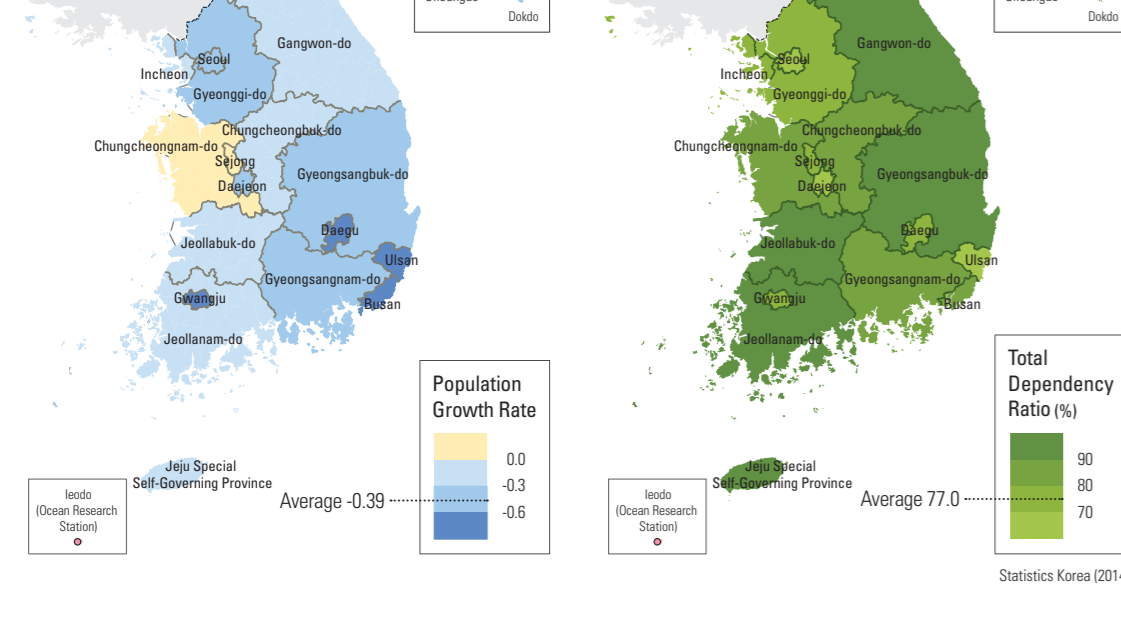 Dokdo
Gangwon-do
Seoul
Incheon
Gyeonggi-do
Chungcheongbuk-do
Chungcheongnam-do
Sejong
Gyeongsangbuk-do
Daejeon
Daegu
Jeollabuk-do
Ulsan
Gyeongsangnam-do
Gwangju
Busan
Jeollanam-do
Population
Growth Rate
0.0
-0.3
-0.6
Average -0.39
Jeju Special
Self-Governing Province
Ieodo
(Ocean Research
Station)
Dokdo
Gangwon-do
Seoul
Incheon
Gyeonggi-do
Chungcheongbuk-do
Chungcheongnam-do
Sejong
Gyeongsangbuk-do
Daejeon
Daegu
Jeollabuk-do
Ulsan
Gyeongsangnam-do
Gwangju
Busan
Jeollanam-do
Total
Dependency
Ratio (%)
90
80
70
Average 77.0
Jeju Special
Self-Governing Province
Ieodo
(Ocean Research
Station)
Statistics Korea (2014